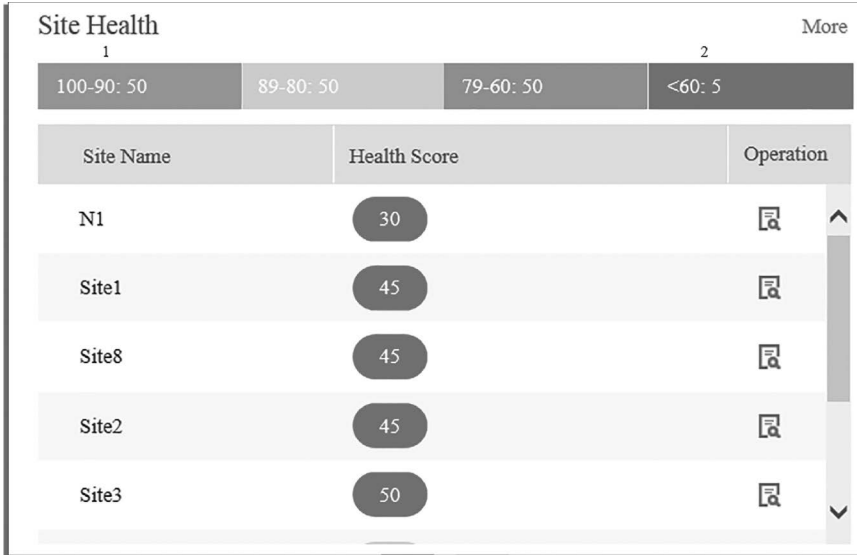 Site Health
More
1
2
100-90: 50
89-80: 50
79-60: 50
<60: 5
Site Name
Health Score
Operation
N1
30
Site1
45
Site8
45
Site2
45
Site3
50